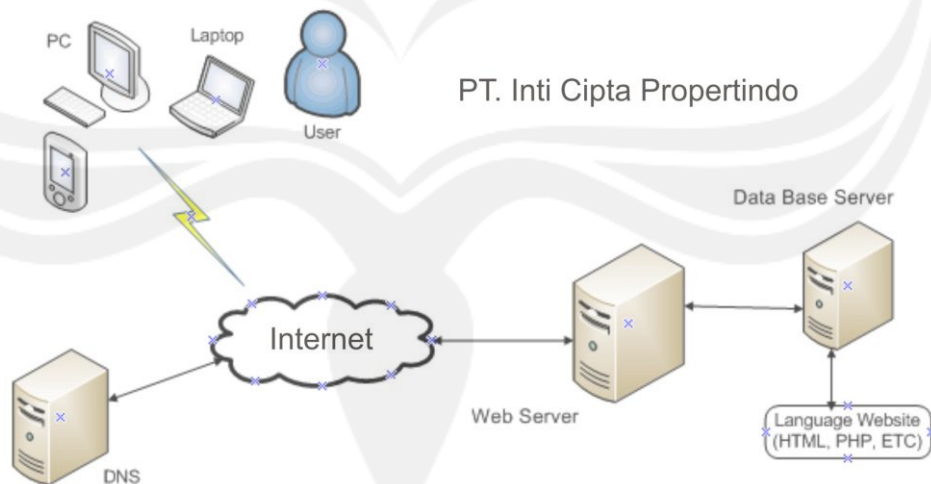 PC
Laptop
User
PT. Inti Cipta Propertindo
Data Base Server
Internet
Web Server
Language Website
(HTML, PHP, ETC)
DNS